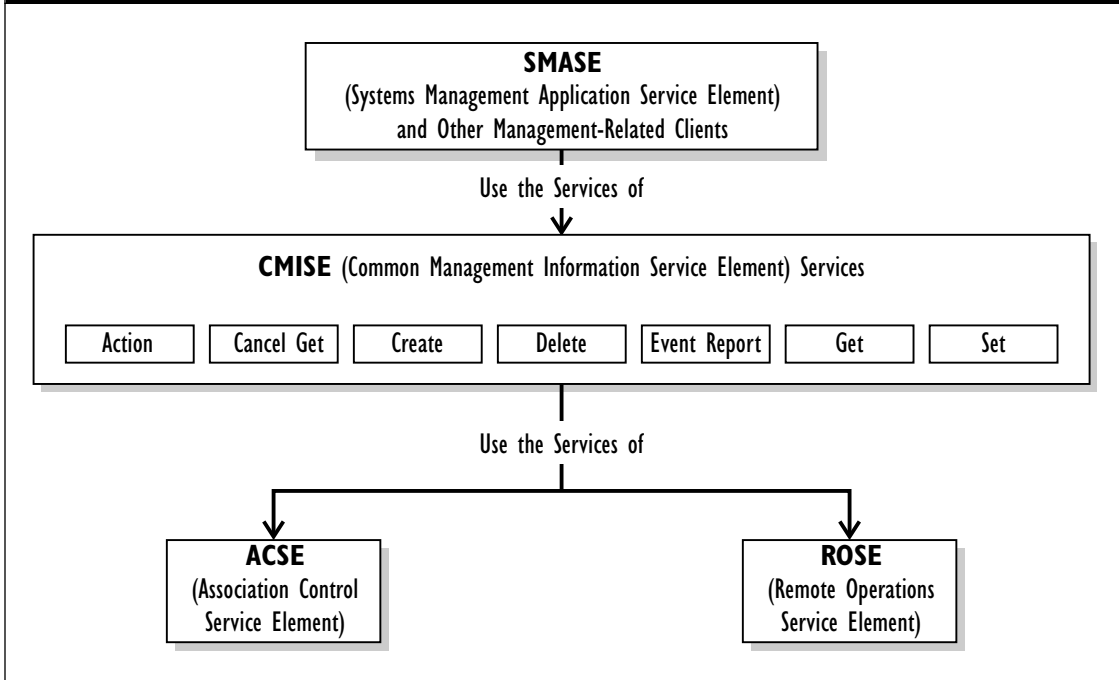 SMASE
(Systems Management Application Service Element)
and Other Management-Related Clients
Use the Services of
CMISE (Common Management Information Service Element) Services
Action
Cancel Get
Create
Delete
Event Report
Get
Set
Use the Services of
ACSE
(Association Control
Service Element)
ROSE
(Remote Operations
Service Element)